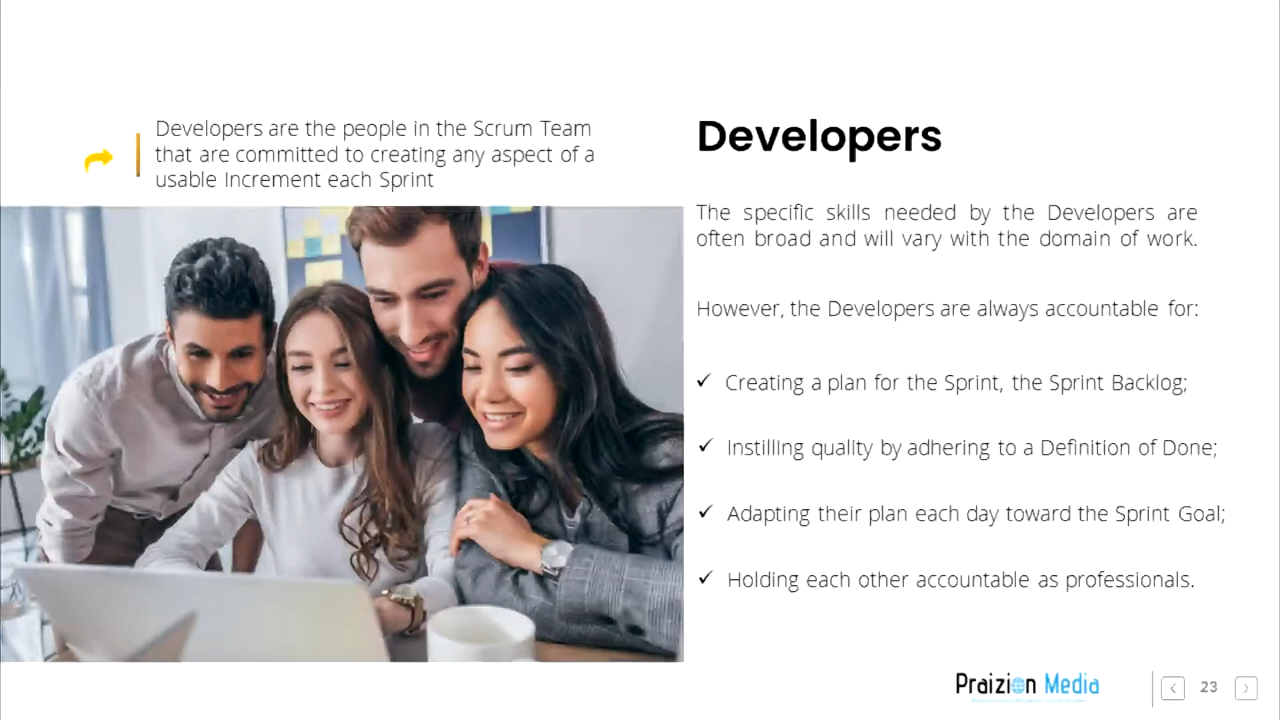 Developers are the people in the Scrum Team
that are committed to creating any aspect of a
usable Increment each Sprint
Developers
The specific skills needed by the Developers are
often broad and will vary with the domain of work.
However, the Developers are always accountable for:
✓ Creating a plan for the Sprint, the Sprint Backlog;
✓ Instilling quality by adhering to a Definition of Done;
✓ Adapting their plan each day toward the Sprint Goal;
✓ Holding each other accountable as professionals.
Praizion Media
23